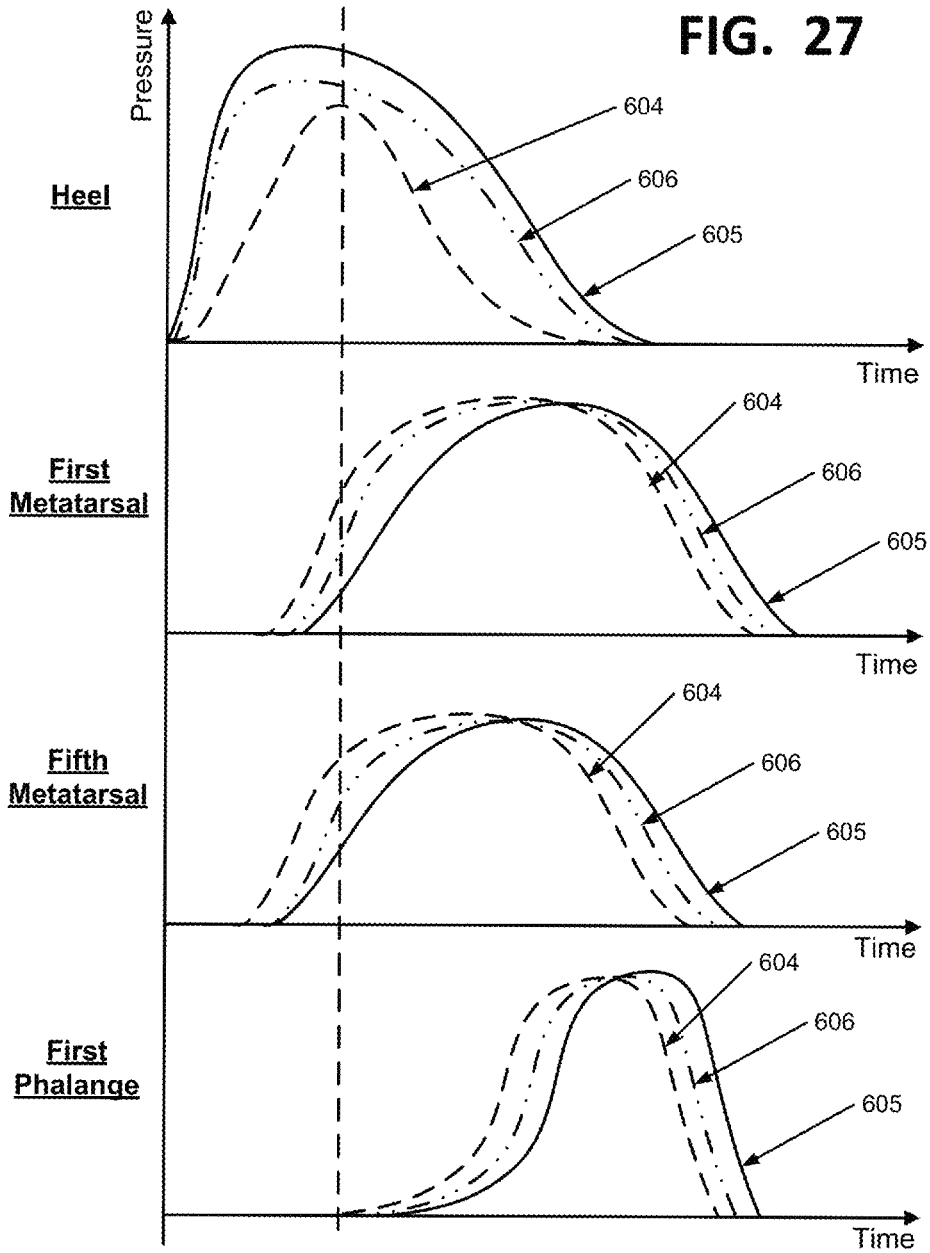 FIG. 27
Pressure
Heel
604
606
605
Time
First
Metatarsal
604
606
605
Time
Fifth
Metatarsal
604
606
605
Time
First
Phalange
604
606
605
Time